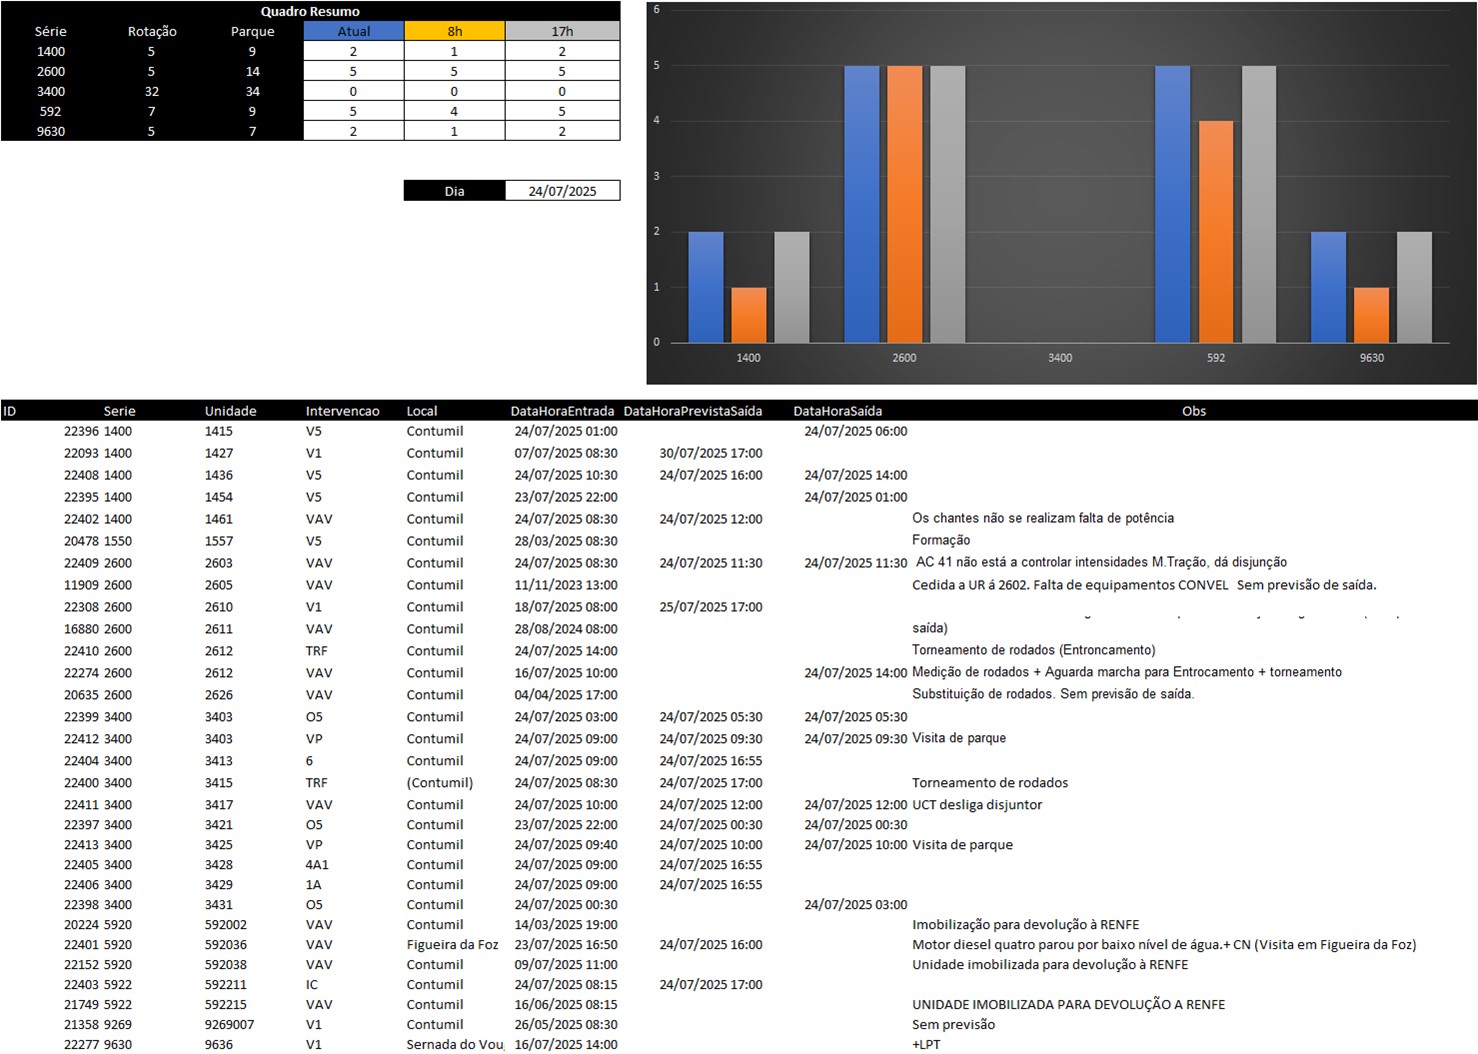 Quadro Resumo
Série Rotação Parque Atual 8h 17h
1400 5 9 2 1 2
2600 5 14 5 5 5
3400 32 34 0 0 0
592 7 9 5 4 5
9630 5 7 2 1 2
Dia 24/07/2025
6
5
4
3
2
1
0
1400 2600 3400 592 9630
ID Serie Unidade Intervencao Local DataHoraEntrada DataHoraPrevistaSaída DataHoraSaída Obs
22396 1400 1415 V5 Contumil 24/07/2025 01:00 24/07/2025 06:00
22093 1400 1427 V1 Contumil 07/07/2025 08:30 30/07/2025 17:00
22408 1400 1436 V5 Contumil 24/07/2025 10:30 24/07/2025 16:00 24/07/2025 14:00
22395 1400 1454 V5 Contumil 23/07/2025 22:00 24/07/2025 01:00
22402 1400 1461 VAV Contumil 24/07/2025 08:30 24/07/2025 12:00 Os chantes não se realizam falta de potência
20478 1550 1557 V5 Contumil 28/03/2025 08:30 Formação
22409 2600 2603 VAV Contumil 24/07/2025 08:30 24/07/2025 11:30 24/07/2025 11:30 AC 41 não está a controlar intensidades M.Tração, dá disjunção
11909 2600 2605 VAV Contumil 11/11/2023 13:00 Cedida a UR á 2602. Falta de equipamentos CONVEL Sem previsão de saída.
22308 2600 2610 V1 Contumil 18/07/2025 08:00 25/07/2025 17:00
16880 2600 2611 VAV Contumil 28/08/2024 08:00 saída)
22410 2600 2612 TRF Contumil 24/07/2025 14:00 Torneamento de rodados (Entroncamento)
22274 2600 2612 VAV Contumil 16/07/2025 10:00 24/07/2025 14:00 Medição de rodados + Aguarda marcha para Entrocamento + torneamento
20635 2600 2626 VAV Contumil 04/04/2025 17:00 Substituição de rodados. Sem previsão de saída.
22399 3400 3403 O5 Contumil 24/07/2025 03:00 24/07/2025 05:30 24/07/2025 05:30
22412 3400 3403 VP Contumil 24/07/2025 09:00 24/07/2025 09:30 24/07/2025 09:30 Visita de parque
22404 3400 3413 6 Contumil 24/07/2025 09:00 24/07/2025 16:55
22400 3400 3415 TRF (Contumil) 24/07/2025 08:30 24/07/2025 17:00 Torneamento de rodados
22411 3400 3417 VAV Contumil 24/07/2025 10:00 24/07/2025 12:00 24/07/2025 12:00 UCT desliga disjuntor
22397 3400 3421 O5 Contumil 23/07/2025 22:00 24/07/2025 00:30 24/07/2025 00:30
22413 3400 3425 VP Contumil 24/07/2025 09:40 24/07/2025 10:00 24/07/2025 10:00 Visita de parque
22405 3400 3428 4A1 Contumil 24/07/2025 09:00 24/07/2025 16:55
22406 3400 3429 1A Contumil 24/07/2025 09:00 24/07/2025 16:55
22398 3400 3431 O5 Contumil 24/07/2025 00:30 24/07/2025 03:00
20224 5920 592002 VAV Contumil 14/03/2025 19:00 Imobilização para devolução à RENFE
22401 5920 592036 VAV Figueira da Foz 23/07/2025 16:50 24/07/2025 16:00 Motor diesel quatro parou por baixo nível de água.+ CN (Visita em Figueira da Foz)
22152 5920 592038 VAV Contumil 09/07/2025 11:00 Unidade imobilizada para devolução à RENFE
22403 5922 592211 IC Contumil 24/07/2025 08:15 24/07/2025 17:00
21749 5922 592215 VAV Contumil 16/06/2025 08:15 UNIDADE IMOBILIZADA PARA DEVOLUÇÃO A RENFE
21358 9269 9269007 V1 Contumil 26/05/2025 08:30 Sem previsão
22277 9630 9636 V1 Sernada do Vou 16/07/2025 14:00 +LPT